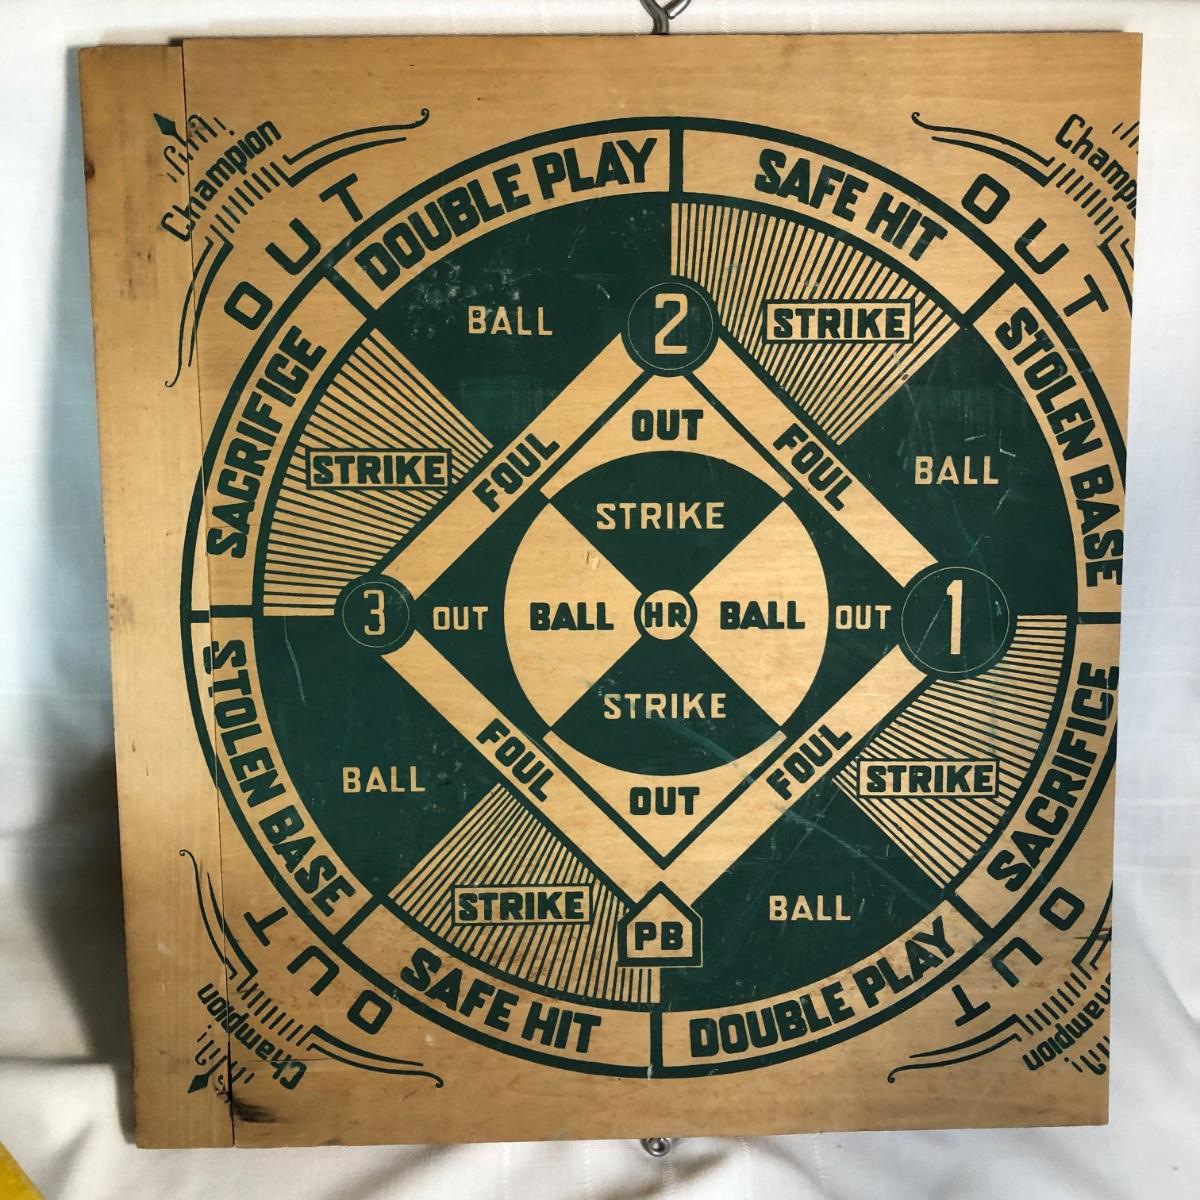 Champion
Champ
OUT
OUT
DOUBLE PLAY
SAFE HIT
SACRIFICE
STOLEN BASE
BALL
2
STRIKE
STRIKE
OUT
BALL
FOUL
FOUL
STRIKE
3
OUT
BALL
HR
BALL
OUT
1
STRIKE
STOLEN BASE
SACRIFICE
BALL
FOUL
OUT
FOUL
STRIKE
STRIKE
PB
BALL
SAFE HIT
DOUBLE PLAY
OUT
OUT
Champion
ampion